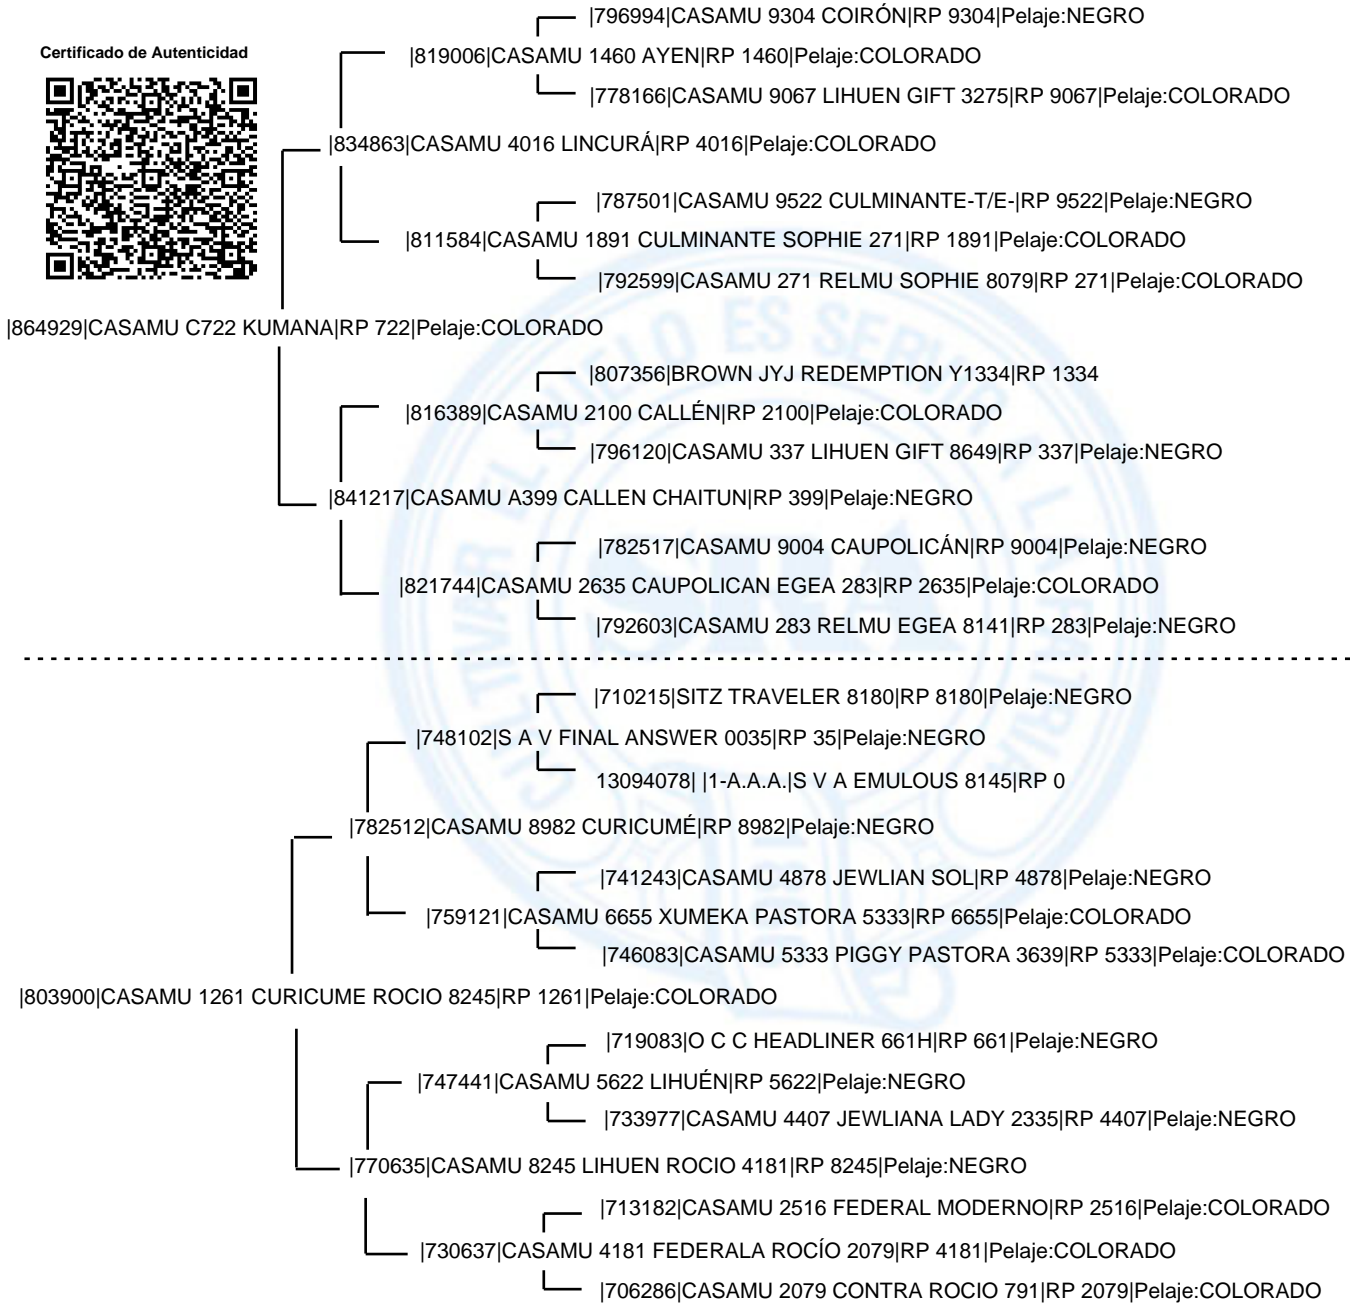 |796994|CASAMU 9304 COIRÓN|RP 9304|Pelaje:NEGRO
Certificado de Autenticidad
|819006|CASAMU 1460 AYEN|RP 1460|Pelaje:COLORADO
|778166|CASAMU 9067 LIHUEN GIFT 3275|RP 9067|Pelaje:COLORADO
|834863|CASAMU 4016 LINCURÁ|RP 4016|Pelaje:COLORADO
|787501|CASAMU 9522 CULMINANTE-T/E-|RP 9522|Pelaje:NEGRO
|811584|CASAMU 1891 CULMINANTE SOPHIE 271|RP 1891|Pelaje:COLORADO
|792599|CASAMU 271 RELMU SOPHIE 8079|RP 271|Pelaje:COLORADO
|864929|CASAMU C722 KUMANA|RP 722|Pelaje:COLORADO
|807356|BROWN JYJ REDEMPTION Y1334|RP 1334
|816389|CASAMU 2100 CALLÉN|RP 2100|Pelaje:COLORADO
|796120|CASAMU 337 LIHUEN GIFT 8649|RP 337|Pelaje:NEGRO
|841217|CASAMU A399 CALLEN CHAITUN|RP 399|Pelaje:NEGRO
|782517|CASAMU 9004 CAUPOLICÁN|RP 9004|Pelaje:NEGRO
|821744|CASAMU 2635 CAUPOLICAN EGEA 283|RP 2635|Pelaje:COLORADO
|792603|CASAMU 283 RELMU EGEA 8141|RP 283|Pelaje:NEGRO
|710215|SITZ TRAVELER 8180|RP 8180|Pelaje:NEGRO
|748102|S A V FINAL ANSWER 0035|RP 35|Pelaje:NEGRO
13094078| |1-A.A.A.|S V A EMULOUS 8145|RP 0
|782512|CASAMU 8982 CURICUMÉ|RP 8982|Pelaje:NEGRO
|741243|CASAMU 4878 JEWLIAN SOL|RP 4878|Pelaje:NEGRO
|759121|CASAMU 6655 XUMEKA PASTORA 5333|RP 6655|Pelaje:COLORADO
|746083|CASAMU 5333 PIGGY PASTORA 3639|RP 5333|Pelaje:COLORADO
|803900|CASAMU 1261 CURICUME ROCIO 8245|RP 1261|Pelaje:COLORADO
|719083|O C C HEADLINER 661H|RP 661|Pelaje:NEGRO
|747441|CASAMU 5622 LIHUÉN|RP 5622|Pelaje:NEGRO
|733977|CASAMU 4407 JEWLIANA LADY 2335|RP 4407|Pelaje:NEGRO
|770635|CASAMU 8245 LIHUEN ROCIO 4181|RP 8245|Pelaje:NEGRO
|713182|CASAMU 2516 FEDERAL MODERNO|RP 2516|Pelaje:COLORADO
|730637|CASAMU 4181 FEDERALA ROCÍO 2079|RP 4181|Pelaje:COLORADO
|706286|CASAMU 2079 CONTRA ROCIO 791|RP 2079|Pelaje:COLORADO
CULTIVAR EL SUELO ES SERVIR A LA PATRIA